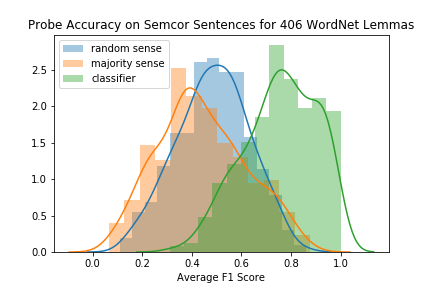 Probe Accuracy on Semcor Sentences for 406 WordNet Lemmas
random sense
majority sense
classifier
2.5
2.0
1.5
1.0
0.5
0.0
0.0 0.2 0.4 0.6 0.8 1.0
Average F1 Score